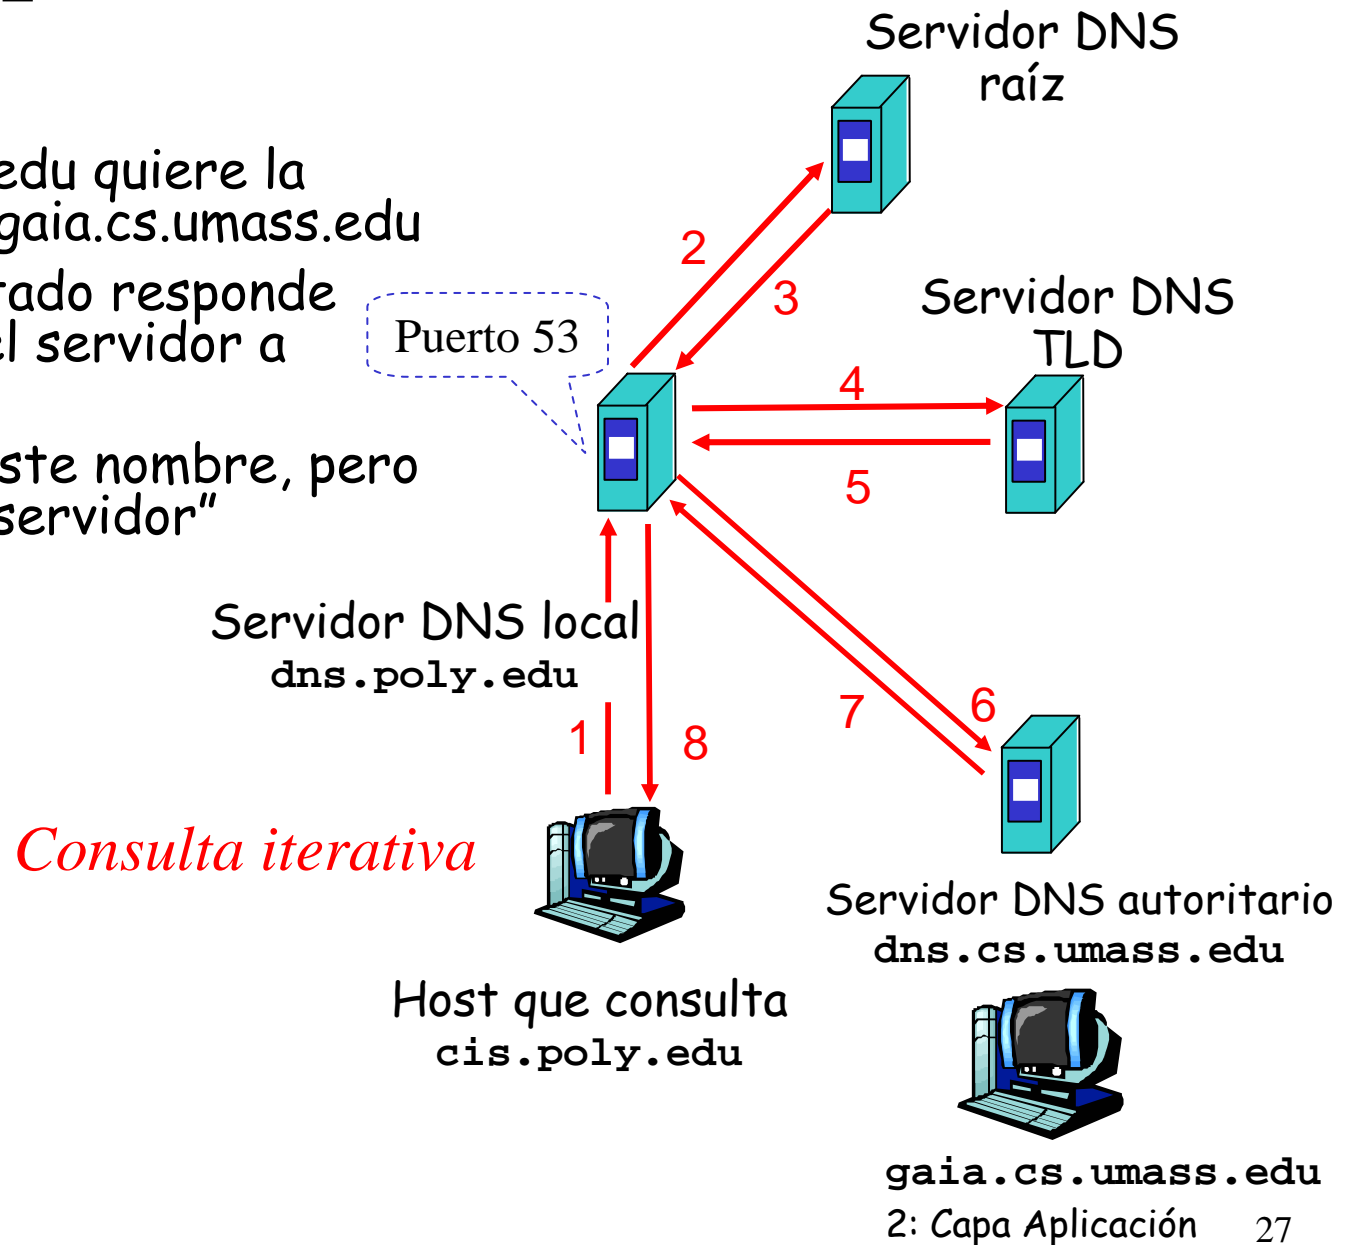 Servidor DNS
raíz
edu quiere la
gaia.cs.umass.edu
tado responde
el servidor a
ste nombre, pero
servidor”
2
3
Puerto 53
Servidor DNS
TLD
4
5
Servidor DNS local
dns.poly.edu
1
8
7
6
Consulta iterativa
Servidor DNS autoritario
dns.cs.umass.edu
Host que consulta
cis.poly.edu
gaia.cs.umass.edu
2: Capa Aplicación 27